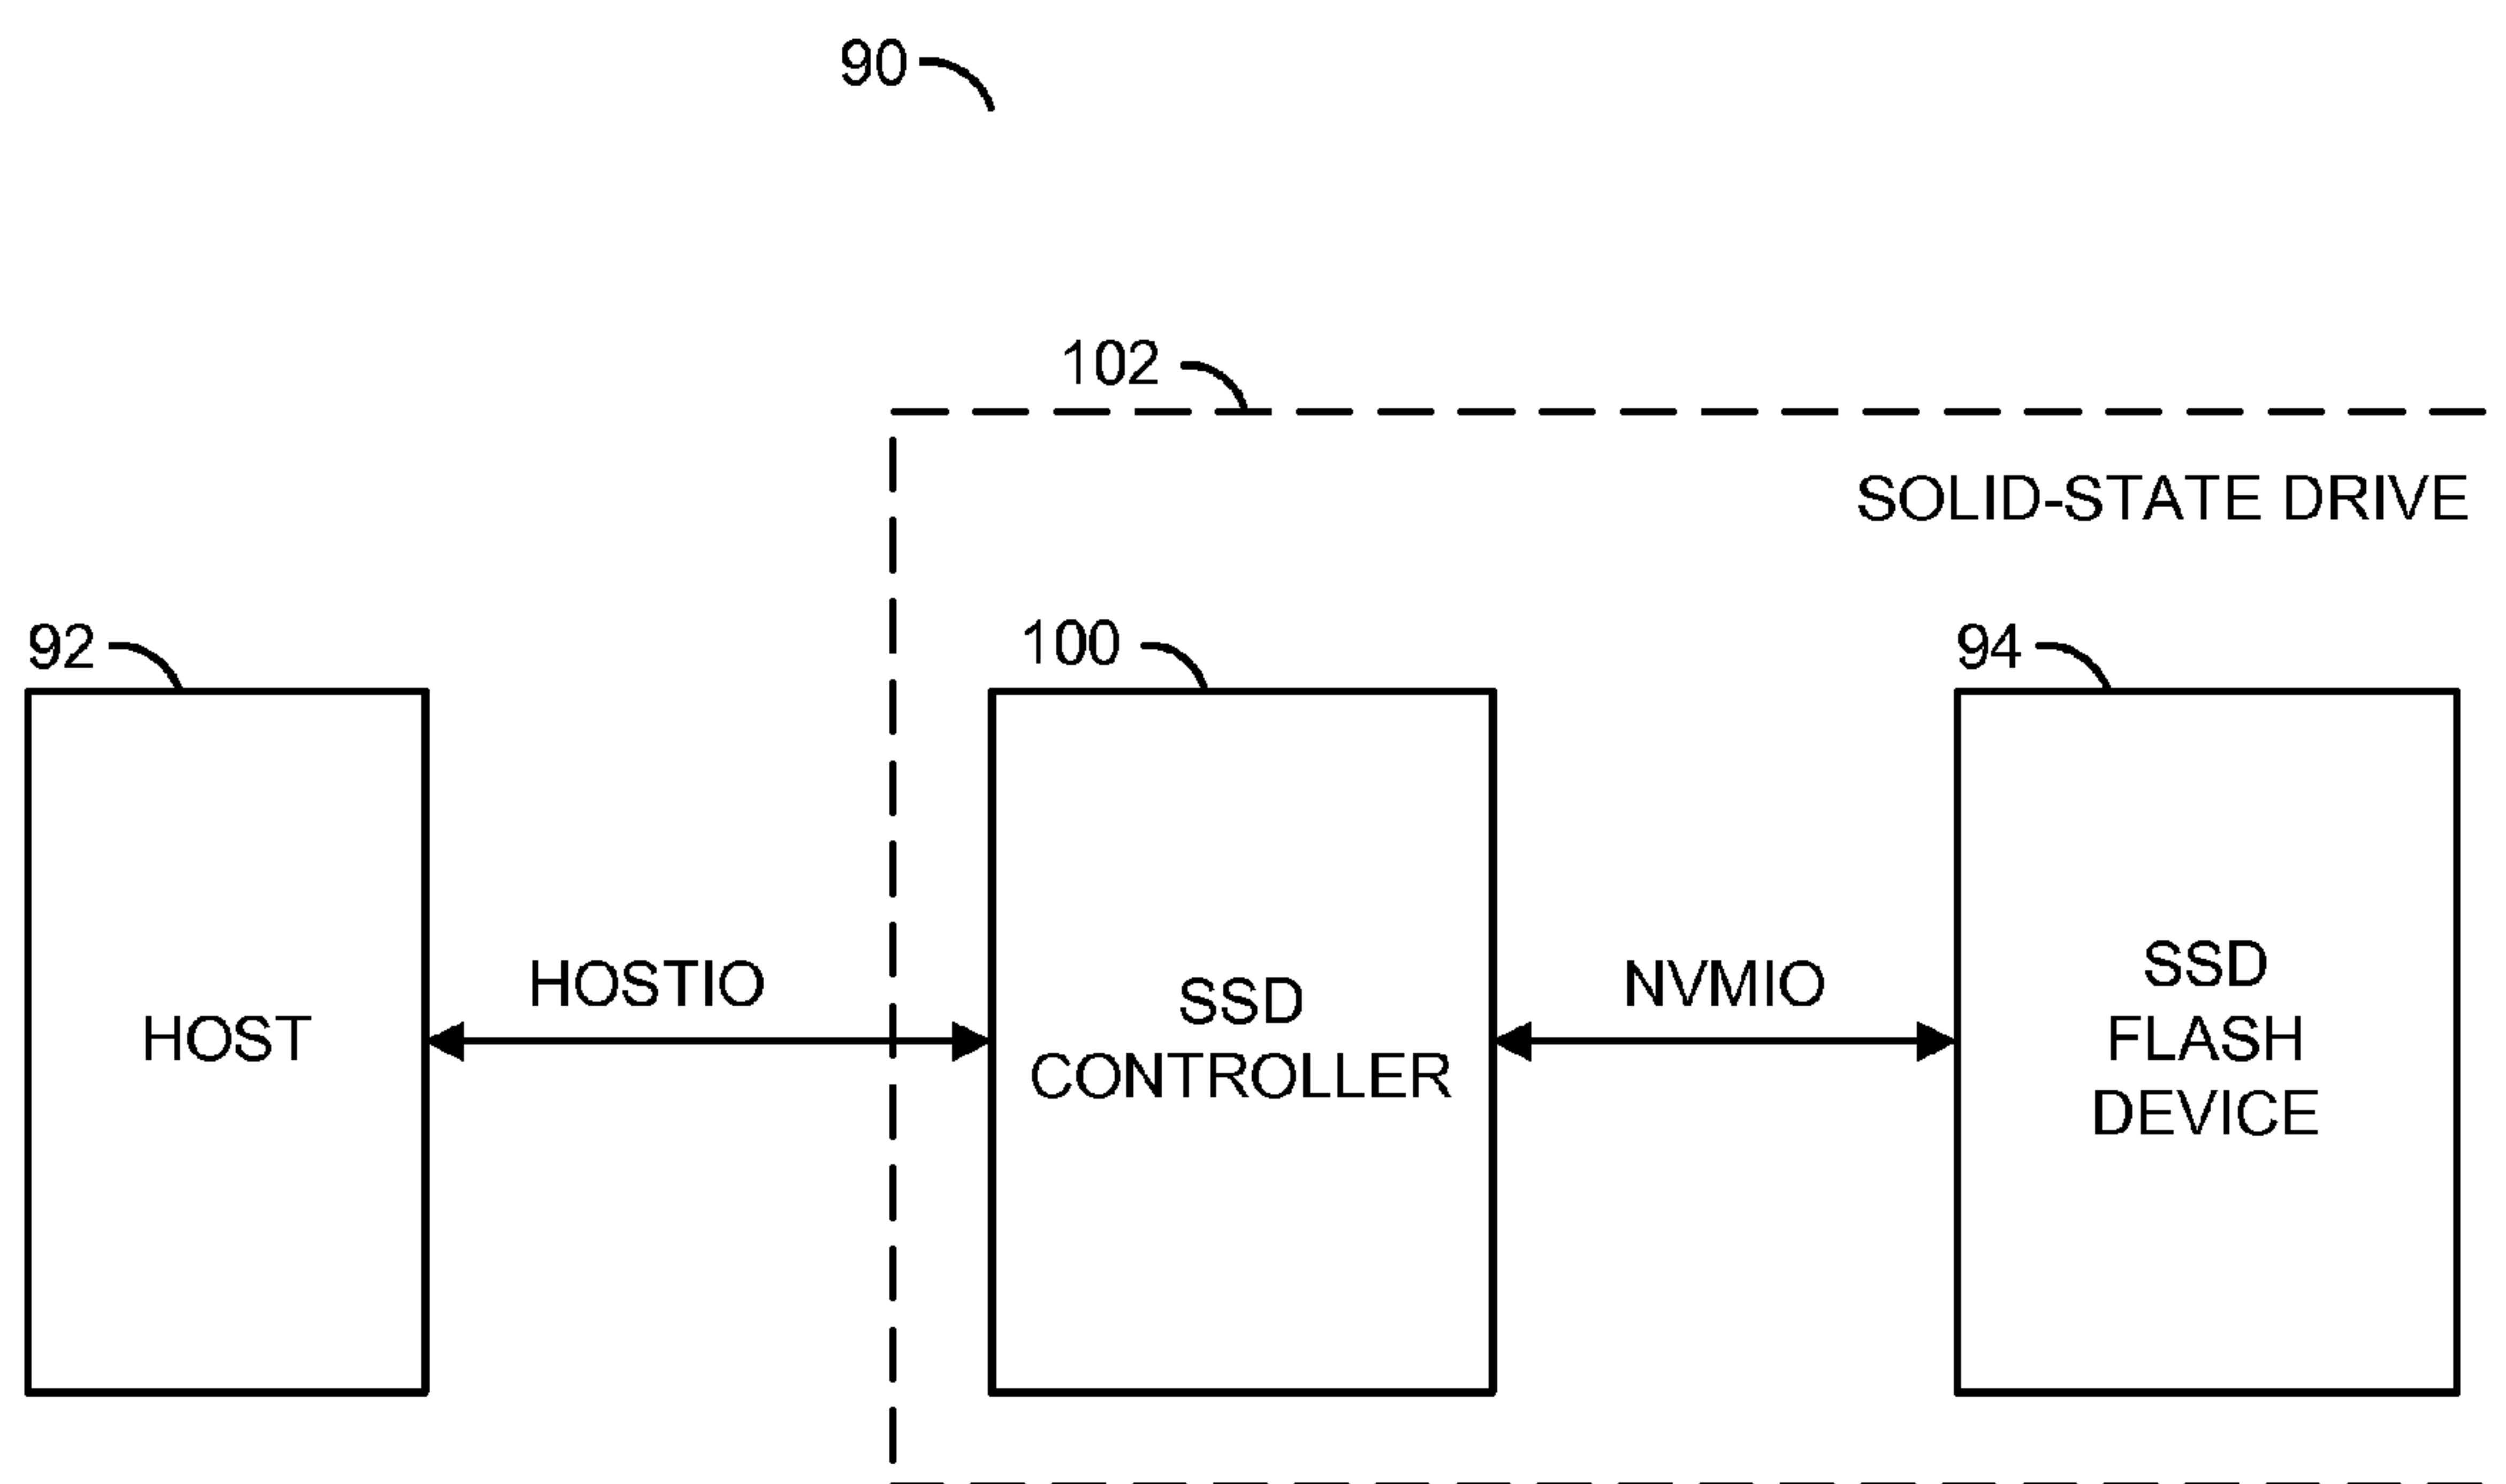 90
102
SOLID-STATE DRIVE
92
100
94
HOST
HOSTIO
SSD
CONTROLLER
NVMIO
SSD
FLASH
DEVICE